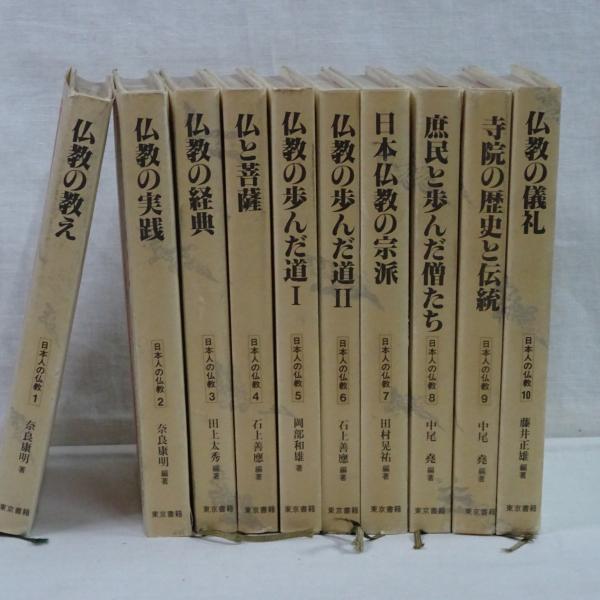 仏教の教え
日本人の仏教 1
奈良康明 著
東京書籍
仏教の実践
日本人の仏教 2
奈良康明 編著
東京書籍
仏教の経典
日本人の仏教 3
田上太秀 編著
東京書籍
仏と菩薩
日本人の仏教 4
石上善應 編著
東京書籍
仏教の歩んだ道 I
日本人の仏教 5
岡部和雄 著
東京書籍
仏教の歩んだ道 II
日本人の仏教 6
石上善應 編著
東京書籍
日本仏教の宗派
日本人の仏教 7
田村晃祐 編著
東京書籍
庶民と歩んだ僧たち
日本人の仏教 8
中尾 堯 編著
東京書籍
寺院の歴史と伝統
日本人の仏教 9
中尾 堯 編著
東京書籍
仏教の儀礼
日本人の仏教 10
藤井正雄 編著
東京書籍